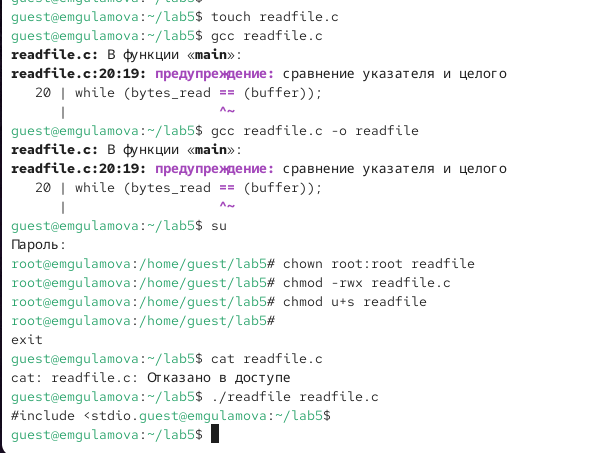 guest@emgulamova:~/lab5$ touch readfile.c
guest@emgulamova:~/lab5$ gcc readfile.c
readfile.c: В функции «main»:
readfile.c:20:19: предупреждение: сравнение указателя и целого
   20 | while (bytes_read == (buffer));
      |                   ^~
guest@emgulamova:~/lab5$ gcc readfile.c -o readfile
readfile.c: В функции «main»:
readfile.c:20:19: предупреждение: сравнение указателя и целого
   20 | while (bytes_read == (buffer));
      |                   ^~
guest@emgulamova:~/lab5$ su
Пароль:
root@emgulamova:/home/guest/lab5# chown root:root readfile
root@emgulamova:/home/guest/lab5# chmod -rwx readfile.c
root@emgulamova:/home/guest/lab5# chmod u+s readfile
root@emgulamova:/home/guest/lab5#
exit
guest@emgulamova:~/lab5$ cat readfile.c
cat: readfile.c: Отказано в доступе
guest@emgulamova:~/lab5$ ./readfile readfile.c
#include <stdio.guest@emgulamova:~/lab5$
guest@emgulamova:~/lab5$